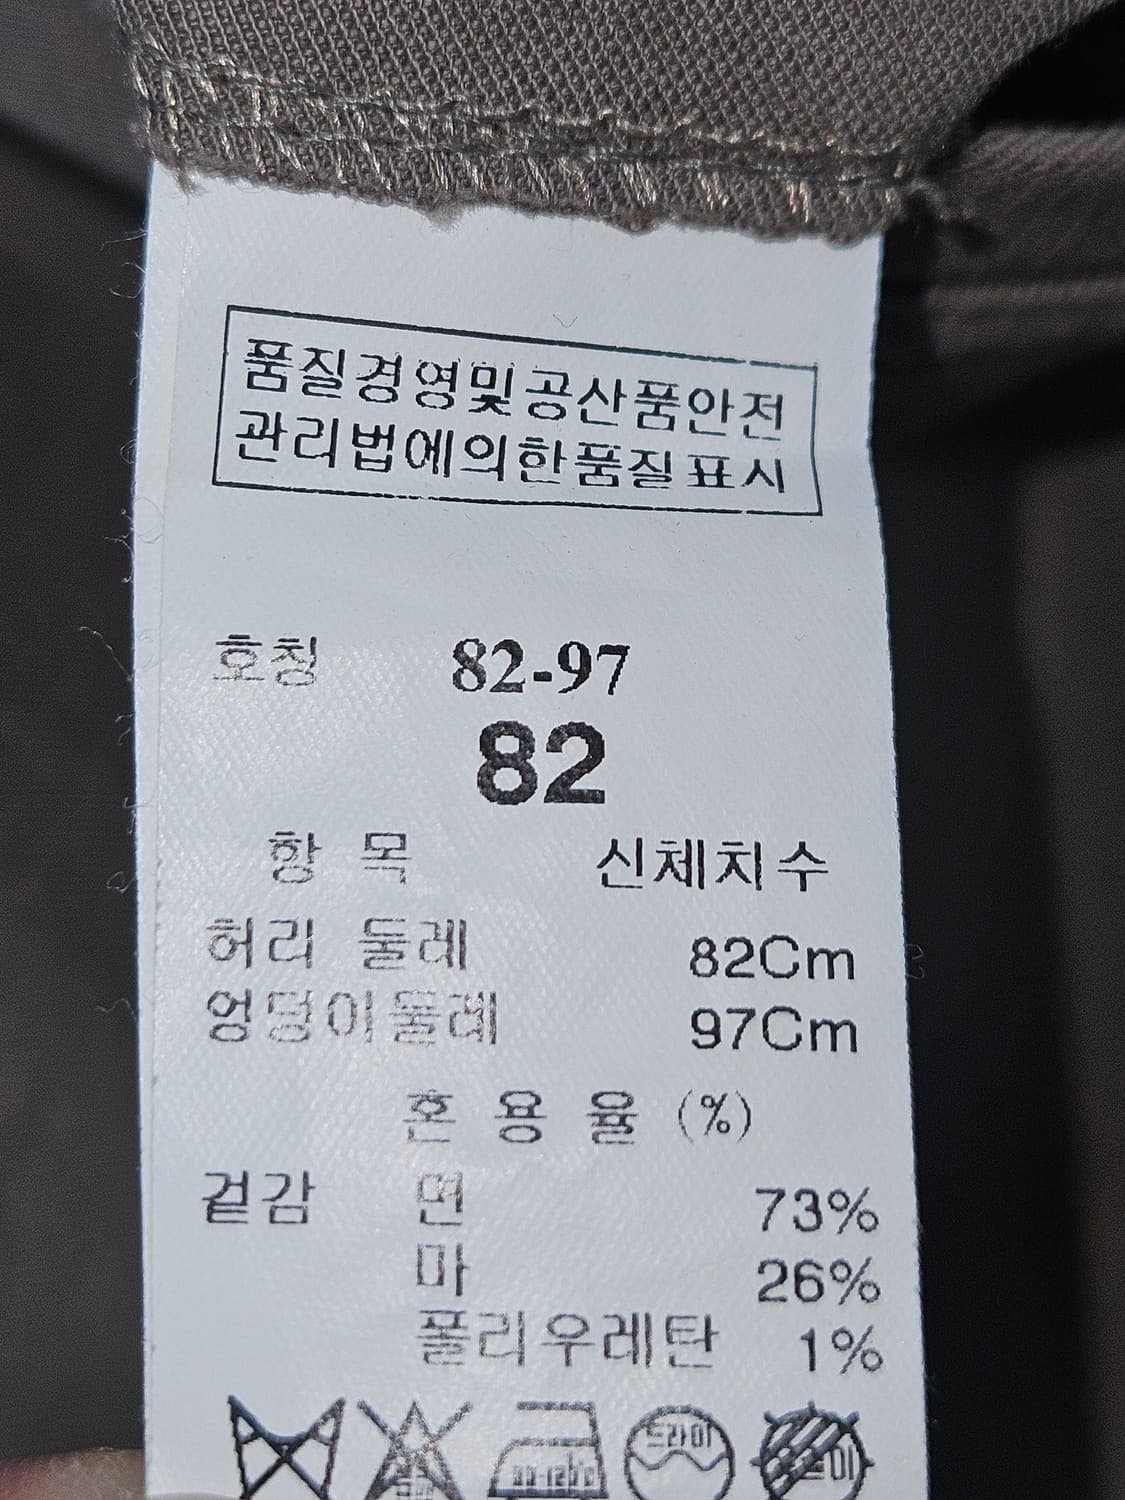 품질경영및공산품안전
관리법에의한품질표시
호칭 82-97
82
항 목 신체치수
허리 둘레 82Cm
엉덩이둘레 97Cm
혼 용 율 (%)
겉감 면 73%
마 26%
폴리우레탄 1%
드라이